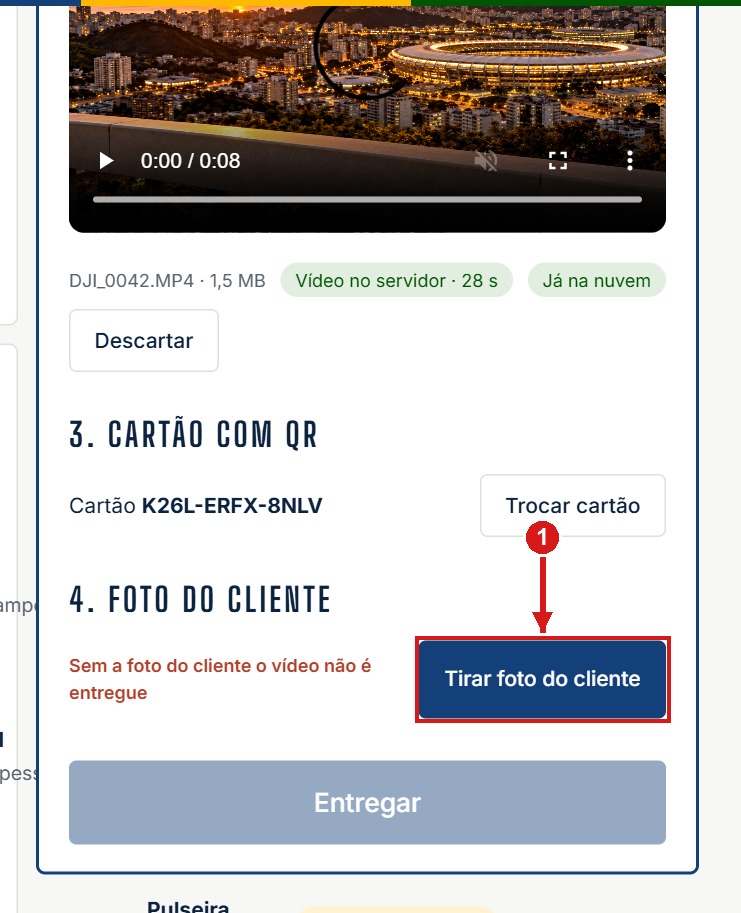 0:00 / 0:08
DJI_0042.MP4 · 1,5 MB
Vídeo no servidor · 28 s
Já na nuvem
Descartar
3. CARTÃO COM QR
Cartão K26L-ERFX-8NLV
Trocar cartão
1
4. FOTO DO CLIENTE
Sem a foto do cliente o vídeo não é
entregue
Tirar foto do cliente
Entregar
Pulseira